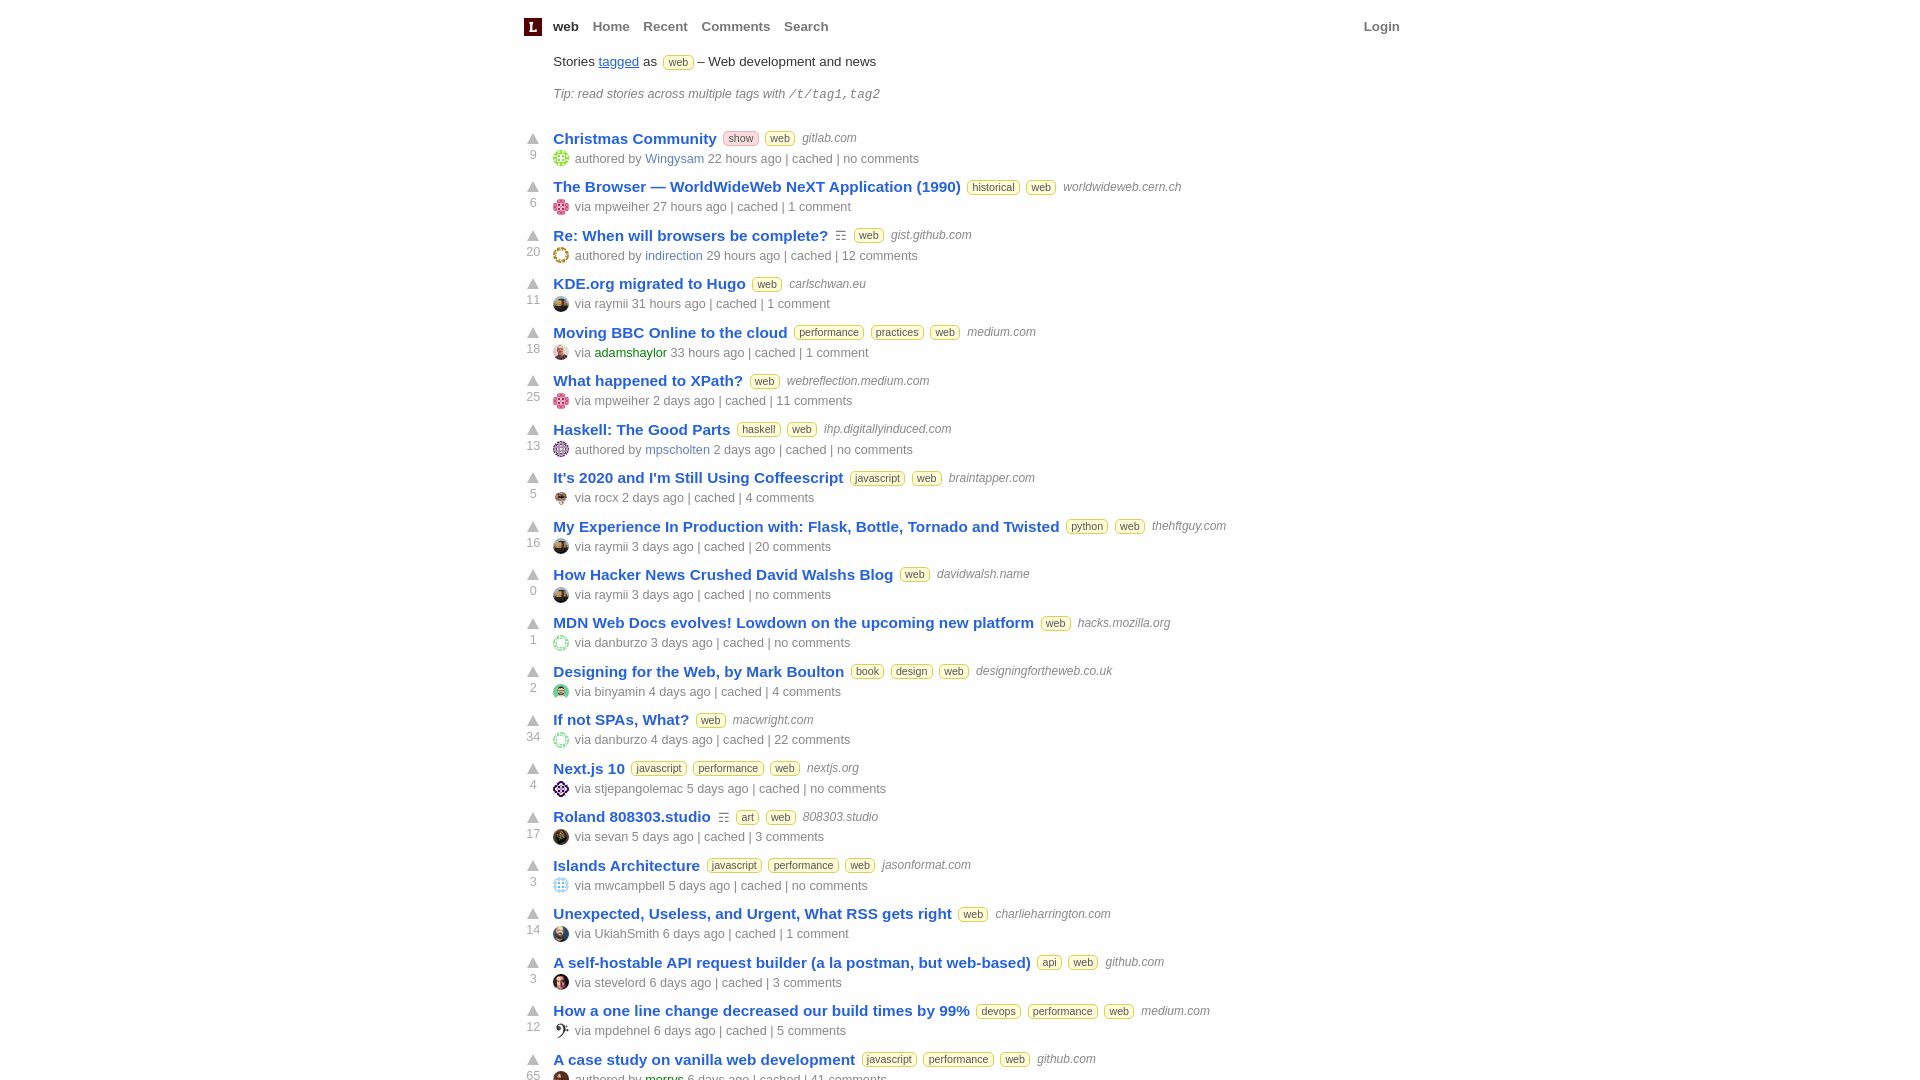 L web Home Recent Comments Search Login
Stories tagged as web – Web development and news
Tip: read stories across multiple tags with /t/tag1,tag2
Christmas Community show web gitlab.com
9 authored by Wingysam 22 hours ago | cached | no comments
The Browser — WorldWideWeb NeXT Application (1990) historical web worldwideweb.cern.ch
6 via mpweiher 27 hours ago | cached | 1 comment
Re: When will browsers be complete? ☶ web gist.github.com
20 authored by indirection 29 hours ago | cached | 12 comments
KDE.org migrated to Hugo web carlschwan.eu
11 via raymii 31 hours ago | cached | 1 comment
Moving BBC Online to the cloud performance practices web medium.com
18 via adamshaylor 33 hours ago | cached | 1 comment
What happened to XPath? web webreflection.medium.com
25 via mpweiher 2 days ago | cached | 11 comments
Haskell: The Good Parts haskell web ihp.digitallyinduced.com
13 authored by mpscholten 2 days ago | cached | no comments
It's 2020 and I'm Still Using Coffeescript javascript web braintapper.com
5 via rocx 2 days ago | cached | 4 comments
My Experience In Production with: Flask, Bottle, Tornado and Twisted python web thehftguy.com
16 via raymii 3 days ago | cached | 20 comments
How Hacker News Crushed David Walshs Blog web davidwalsh.name
0 via raymii 3 days ago | cached | no comments
MDN Web Docs evolves! Lowdown on the upcoming new platform web hacks.mozilla.org
1 via danburzo 3 days ago | cached | no comments
Designing for the Web, by Mark Boulton book design web designingfortheweb.co.uk
2 via binyamin 4 days ago | cached | 4 comments
If not SPAs, What? web macwright.com
34 via danburzo 4 days ago | cached | 22 comments
Next.js 10 javascript performance web nextjs.org
4 via stjepangolemac 5 days ago | cached | no comments
Roland 808303.studio ☶ art web 808303.studio
17 via sevan 5 days ago | cached | 3 comments
Islands Architecture javascript performance web jasonformat.com
3 via mwcampbell 5 days ago | cached | no comments
Unexpected, Useless, and Urgent, What RSS gets right web charlieharrington.com
14 via UkiahSmith 6 days ago | cached | 1 comment
A self-hostable API request builder (a la postman, but web-based) api web github.com
3 via stevelord 6 days ago | cached | 3 comments
How a one line change decreased our build times by 99% devops performance web medium.com
12 via mpdehnel 6 days ago | cached | 5 comments
A case study on vanilla web development javascript performance web github.com
65 authored by morrys 6 days ago | cached | 41 comments